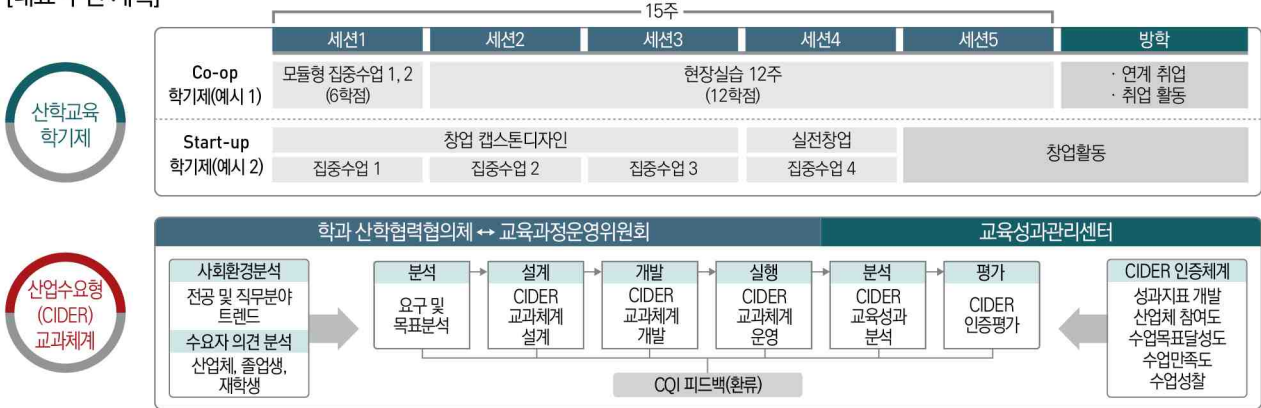 15주
세션1 세션2 세션3 세션4 세션5 방학
산학교육
학기제
Co-op
학기제(예시 1)
모듈형 집중수업 1, 2
(6학점)
현장실습 12주
(12학점)
· 연계 취업
· 취업 활동
Start-up
학기제(예시 2)
창업 캡스톤디자인
실전창업
창업활동
집중수업 1
집중수업 2
집중수업 3
집중수업 4
산업수요형
(CIDER)
교과체계
학과 산학협력협의체 ↔ 교육과정운영위원회
교육성과관리센터
사회환경분석
전공 및 직무분야
트렌드
수요자 의견 분석
산업체, 졸업생,
재학생
분석
요구 및
목표분석
설계
CIDER
교과체계
설계
개발
CIDER
교과체계
개발
실행
CIDER
교과체계
운영
분석
CIDER
교육성과
분석
평가
CIDER
인증평가
CQI 피드백(환류)
CIDER 인증체계
성과지표 개발
산업체 참여도
수업목표달성도
수업만족도
수업성찰